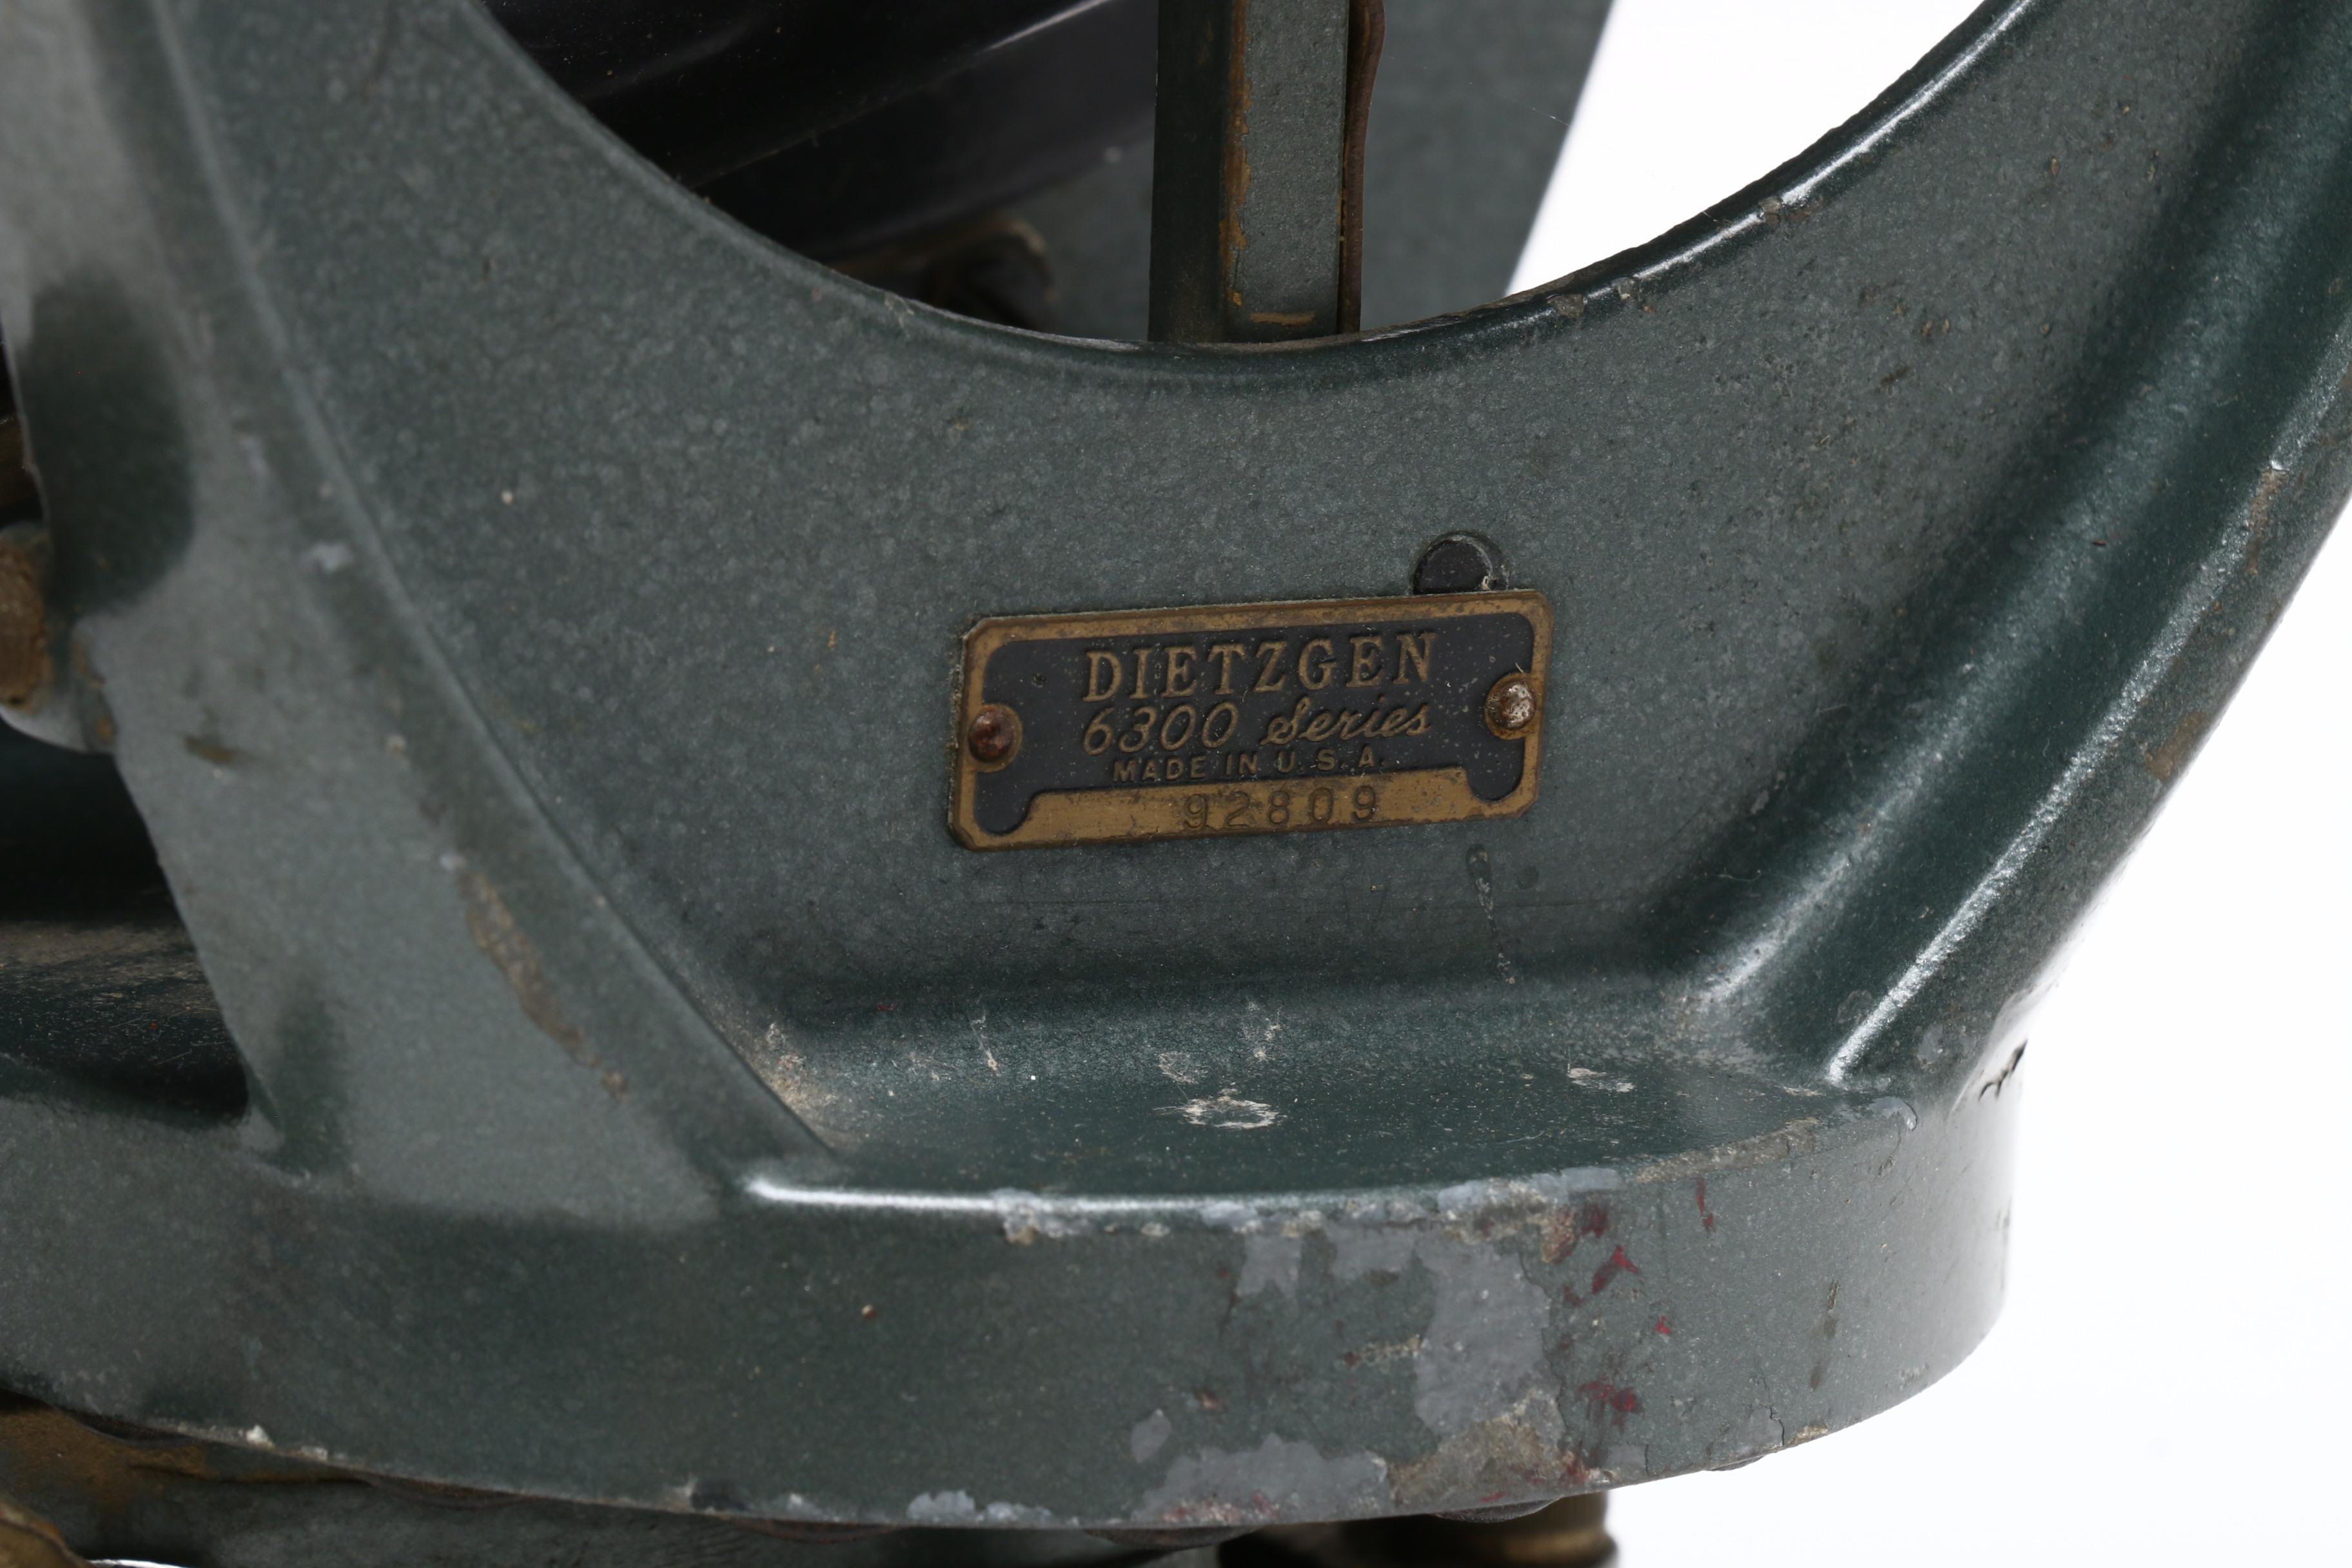 DIETZGEN
6300 Series
MADE IN U.S.A.
92809